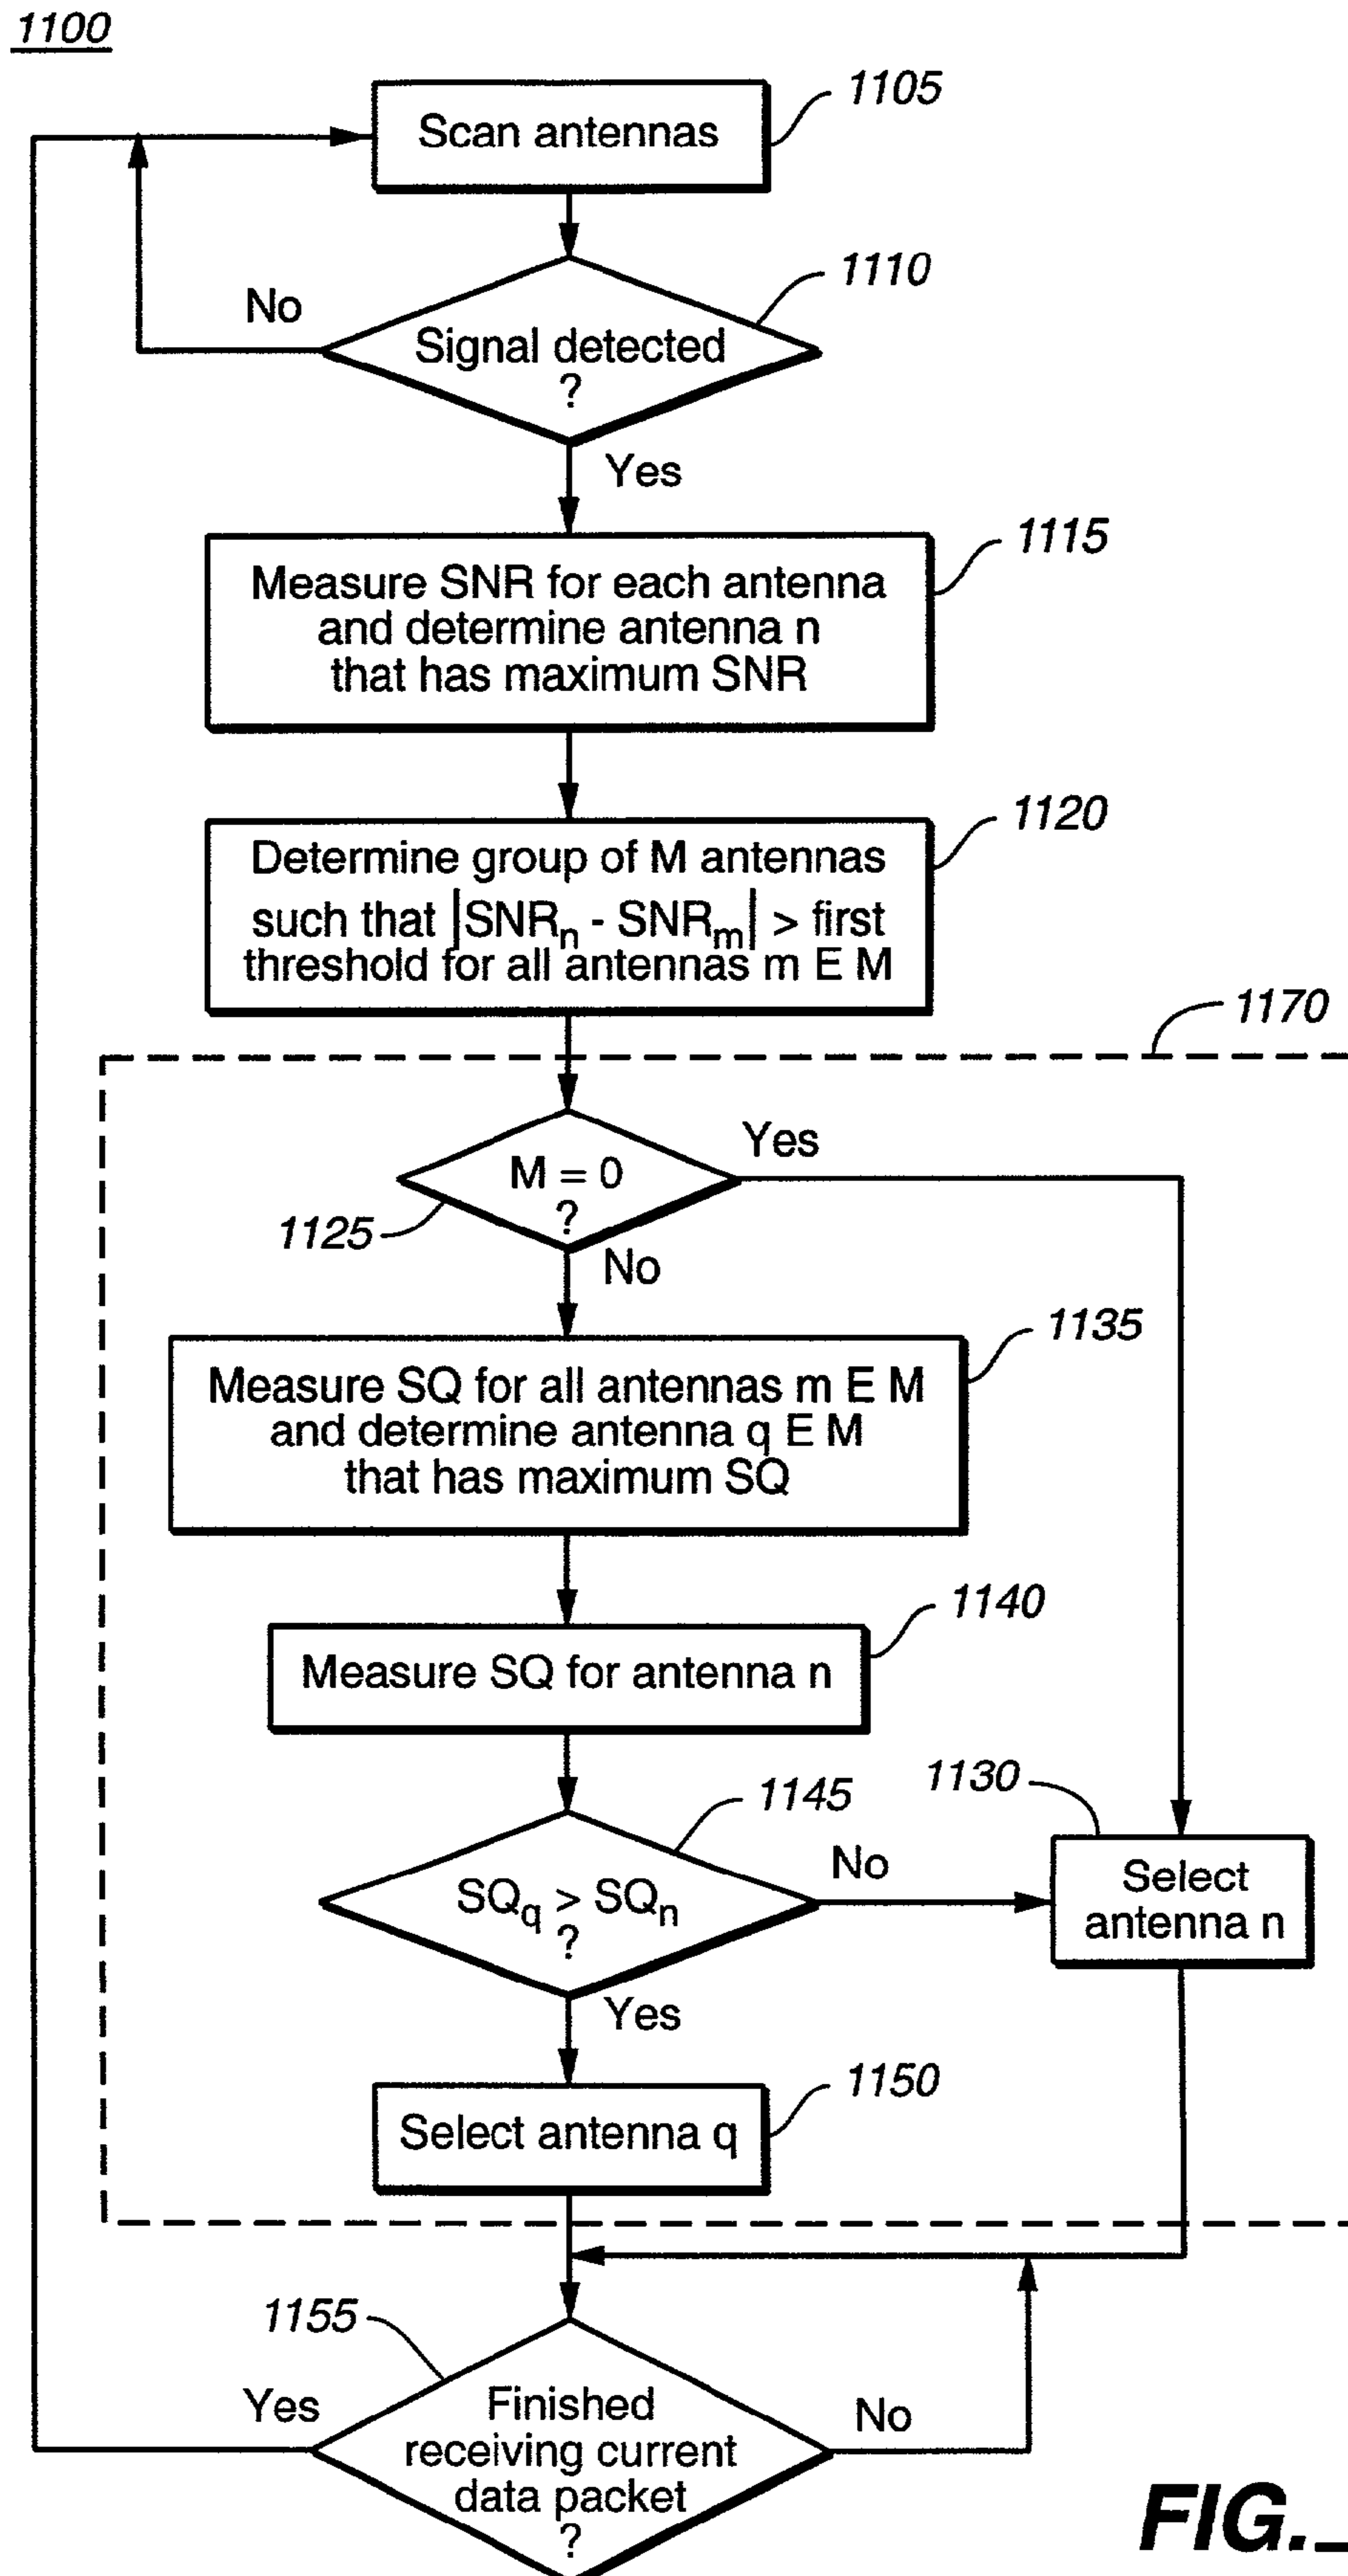 1100
1105
Scan antennas
1110
No
Signal detected
?
Yes
1115
Measure SNR for each antenna
and determine antenna n
that has maximum SNR
1120
Determine group of M antennas
such that |SNRn - SNRm| > first
threshold for all antennas m E M
1170
M = 0
?
Yes
1125
No
1135
Measure SQ for all antennas m E M
and determine antenna q E M
that has maximum SQ
1140
Measure SQ for antenna n
1145
1130
SQq > SQn
?
No
Select
antenna n
Yes
1150
Select antenna q
1155
Yes
Finished
receiving current
data packet
?
No
FIG._